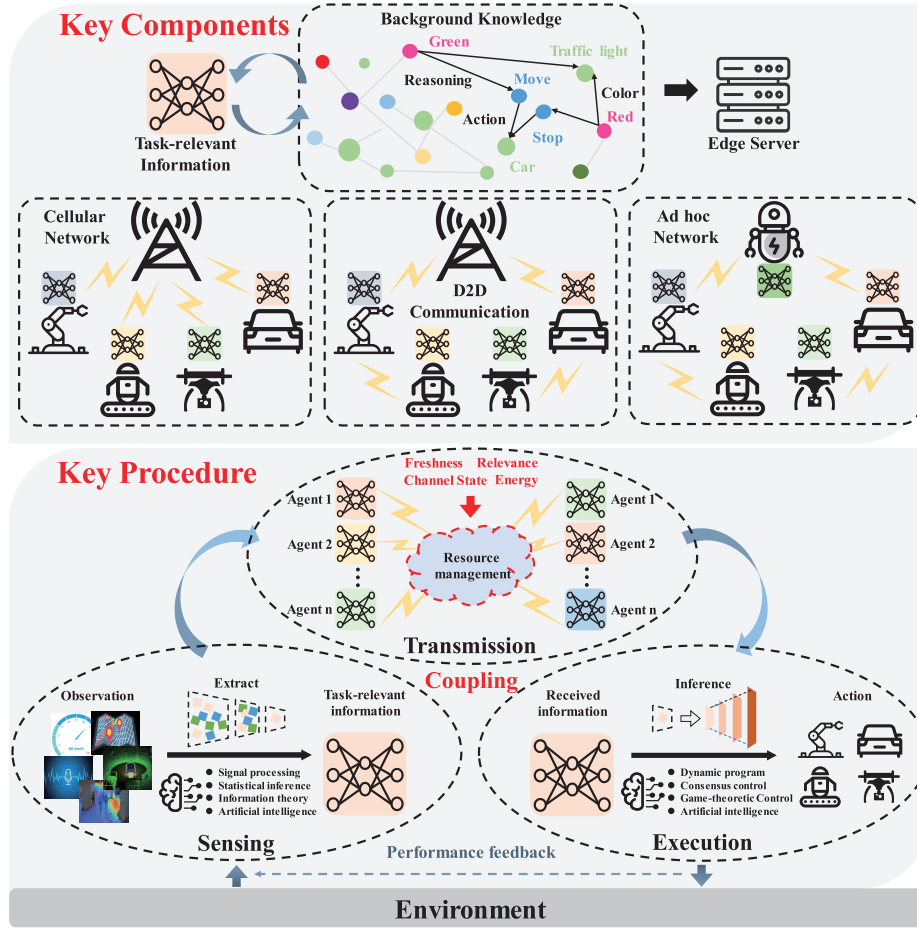 Key Components
Background Knowledge
Green
Traffic light
Reasoning
Move
Color
Action
Stop
Red
Car
Task-relevant
Information
Edge Server
Cellular
Network
D2D
Communication
Ad hoc
Network
Key Procedure
Freshness Relevance
Channel State Energy
Agent 1
Agent 2
Agent n
Resource
management
Agent 1
Agent 2
Agent n
Transmission
Coupling
Observation
Extract
Task-relevant
information
Signal processing
Statistical inference
Information theory
Artificial intelligence
Sensing
Received
information
Inference
Action
Dynamic program
Consensus control
Game-theoretic Control
Artificial intelligence
Execution
Performance feedback
Environment